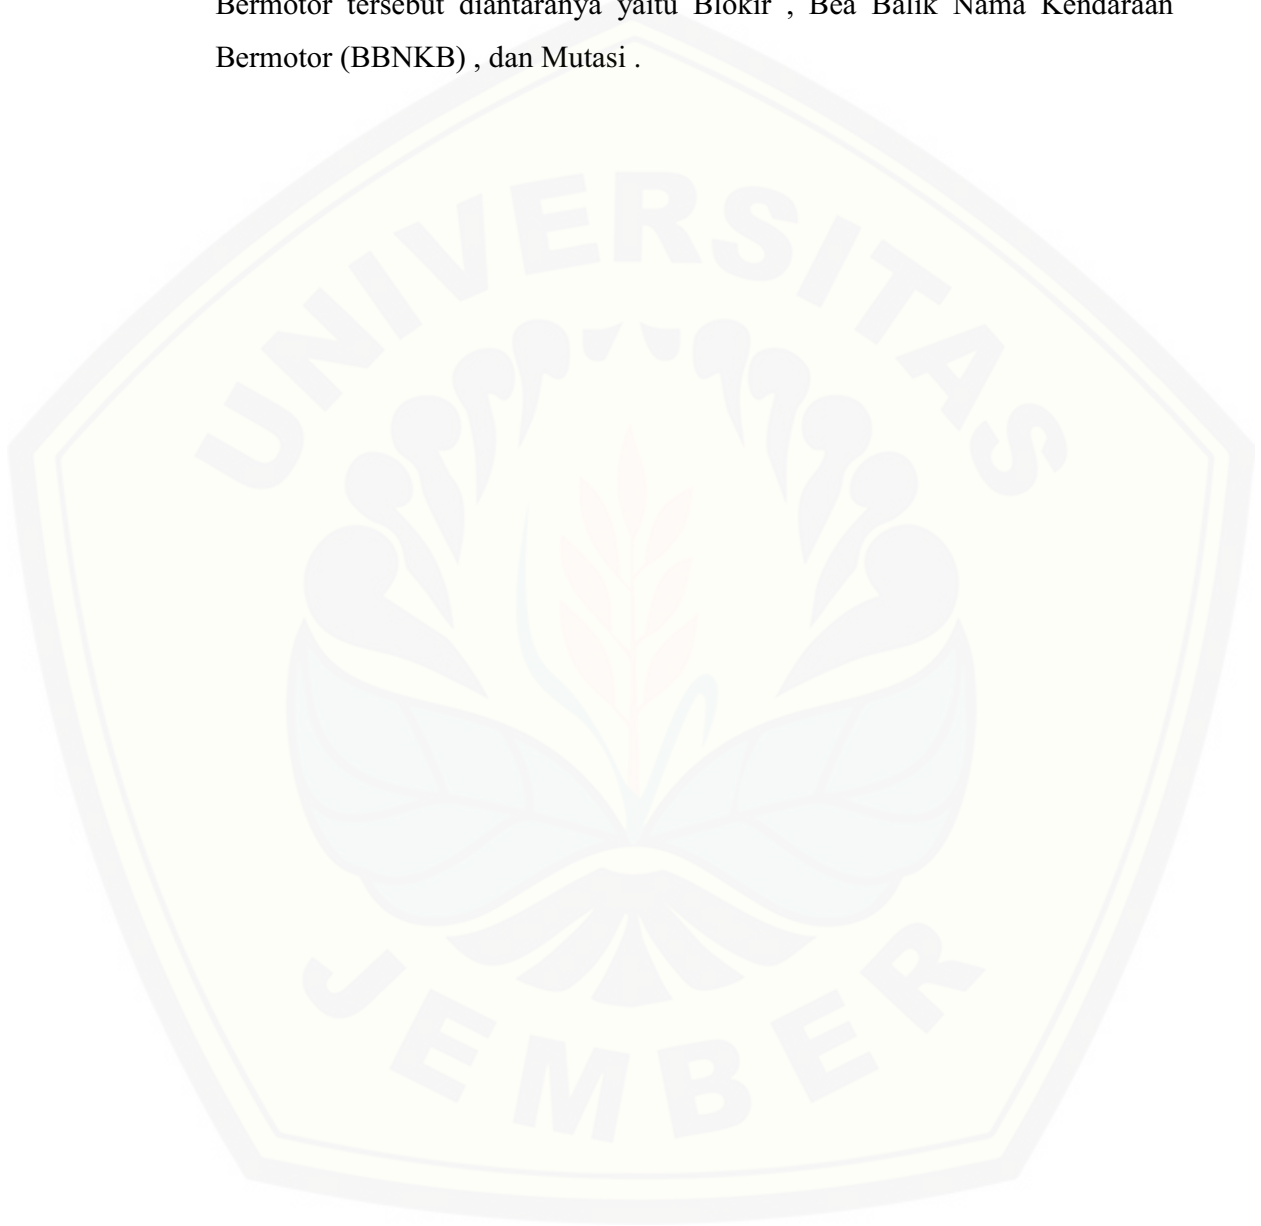 Bermotor tersebut diantaranya yaitu Blokir , Bea Balik Nama Kendaraan
Bermotor (BBNKB) , dan Mutasi .
UNIVERSITAS
JEMBER